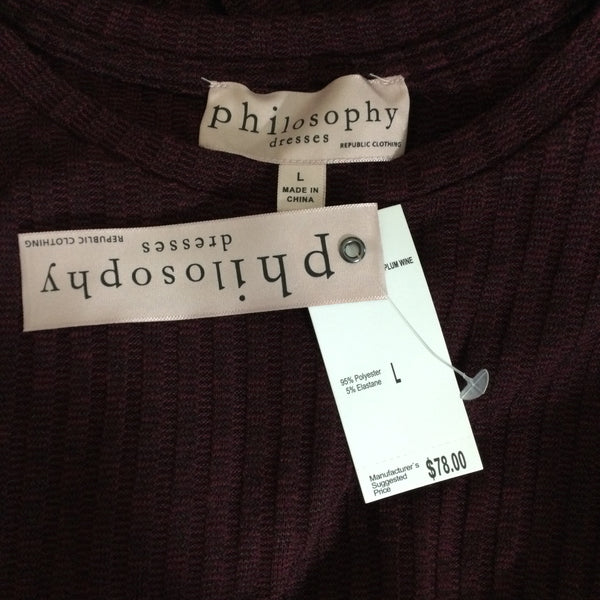 philosophy
dresses
REPUBLIC CLOTHING
L
MADE IN
CHINA
philosophy
dresses
REPUBLIC CLOTHING
PLUM WINE
95% Polyester
5% Elastane
L
Manufacturer's
Suggested
Price
$78.00